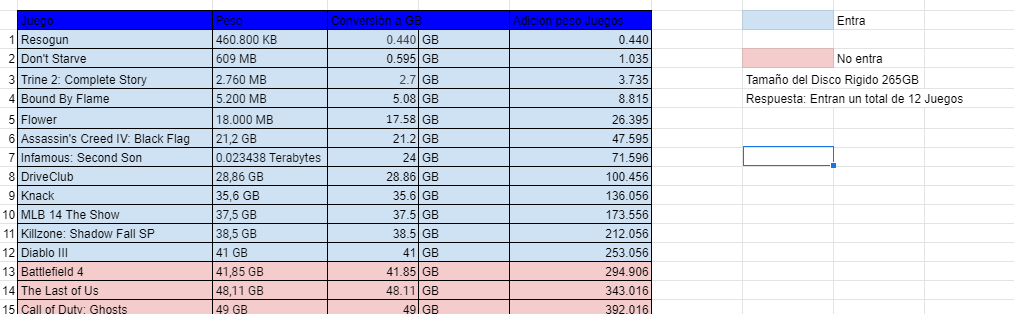 Juego Peso Conversión a GB Adicion peso Juegos
Entra
1 Resogun 460.800 KB 0.440 GB 0.440
2 Don't Starve 609 MB 0.595 GB 1.035 No entra
3 Trine 2: Complete Story 2.760 MB 2.7 GB 3.735 Tamaño del Disco Rigido 265GB
4 Bound By Flame 5.200 MB 5.08 GB 8.815 Respuesta: Entran un total de 12 Juegos
5 Flower 18.000 MB 17.58 GB 26.395
6 Assassin's Creed IV: Black Flag 21,2 GB 21.2 GB 47.595
7 Infamous: Second Son 0.023438 Terabytes 24 GB 71.596
8 DriveClub 28,86 GB 28.86 GB 100.456
9 Knack 35,6 GB 35.6 GB 136.056
10 MLB 14 The Show 37,5 GB 37.5 GB 173.556
11 Killzone: Shadow Fall SP 38,5 GB 38.5 GB 212.056
12 Diablo III 41 GB 41 GB 253.056
13 Battlefield 4 41,85 GB 41.85 GB 294.906
14 The Last of Us 48,11 GB 48.11 GB 343.016
15 Call of Duty: Ghosts 49 GB 49 GB 392.016